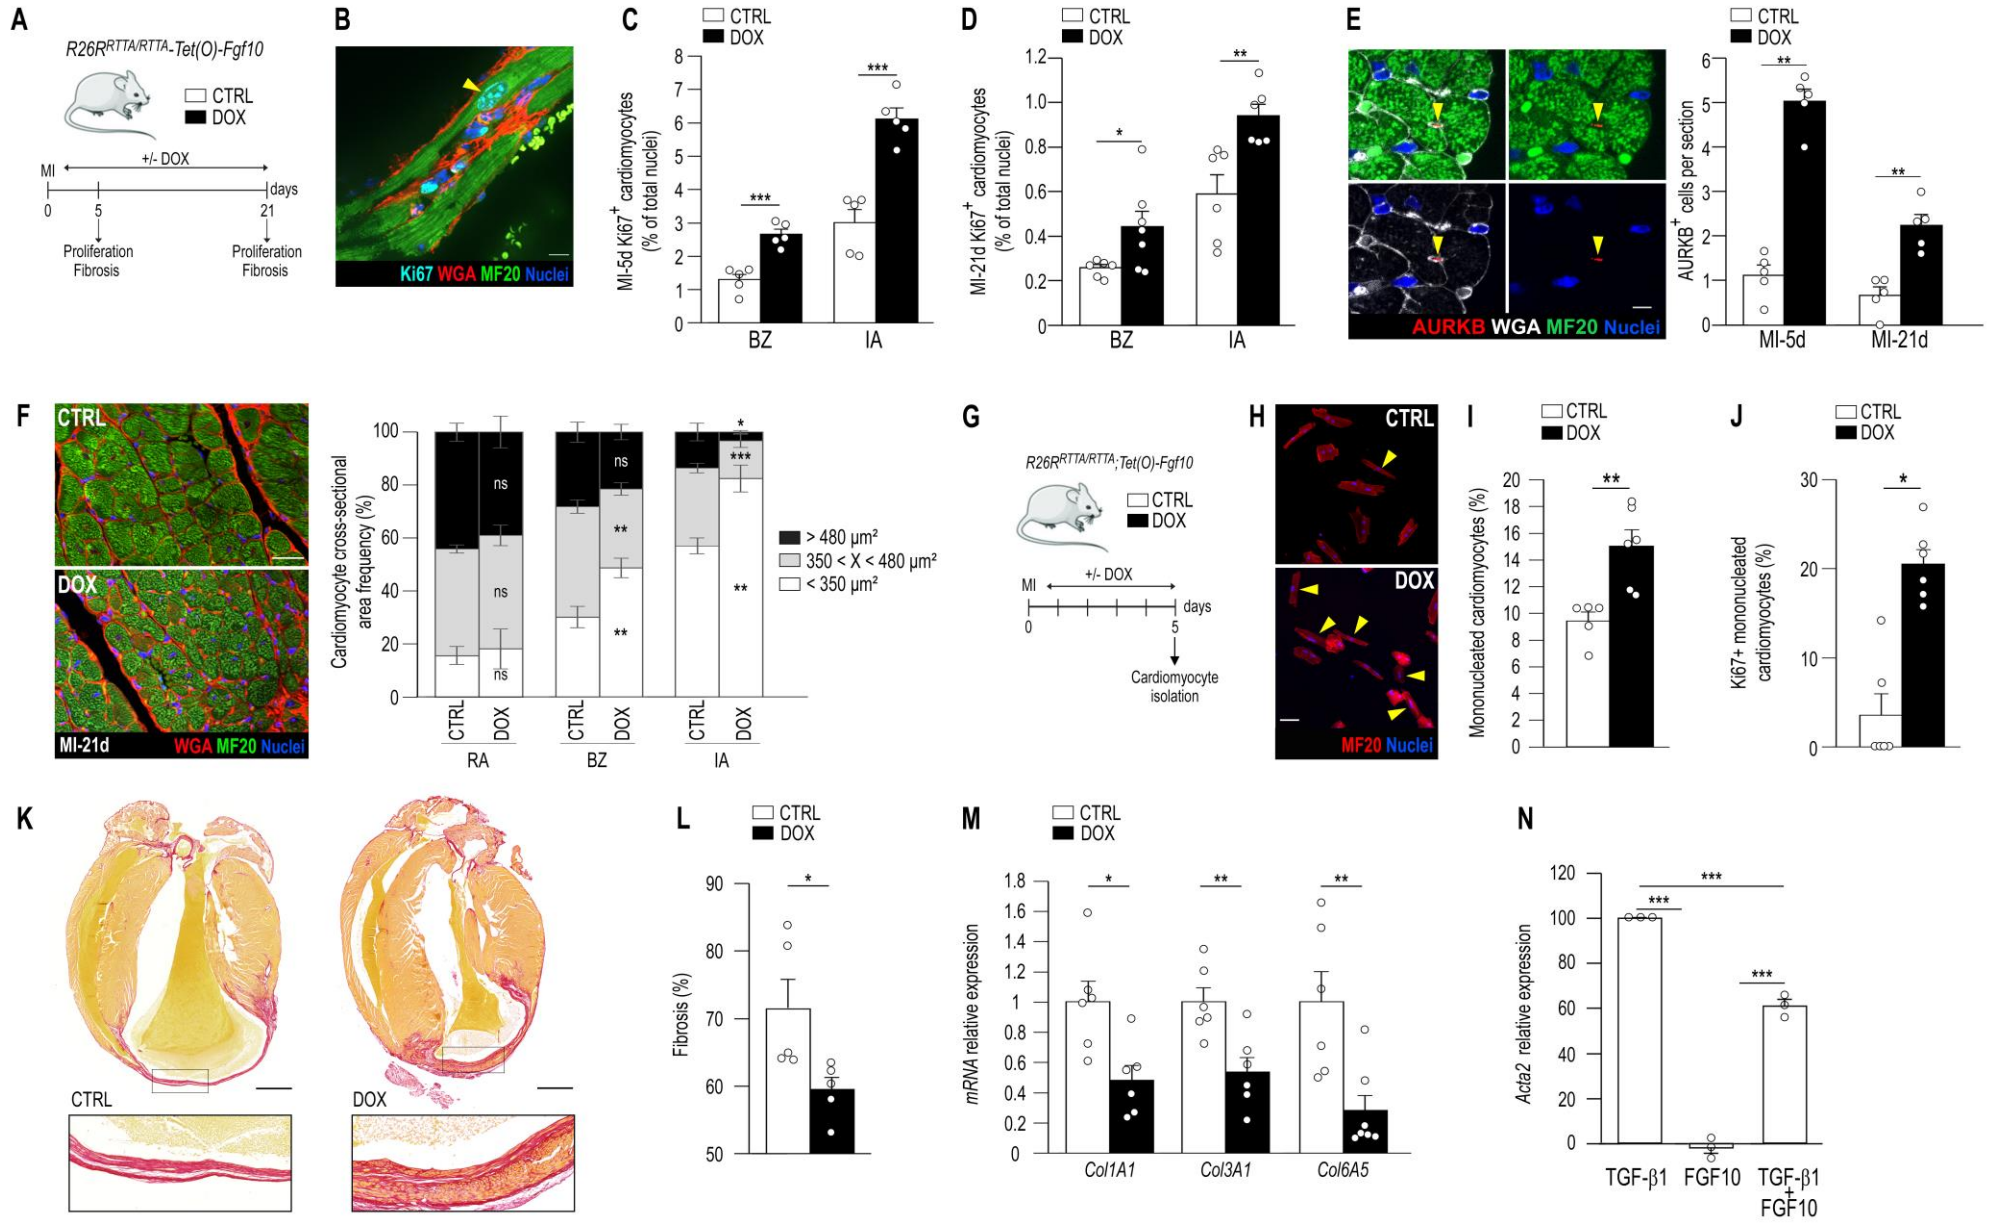 A
R26R^RTTA/RTTA-Tet(O)-Fgf10
CTRL
DOX
+/- DOX
MI
days
0 5 21
Proliferation
Fibrosis
Proliferation
Fibrosis
B
Ki67 WGA MF20 Nuclei
C
CTRL
DOX
MI-5d Ki67+ cardiomyocytes
(% of total nuclei)
8
7
6
5
4
3
2
1
0
***
***
BZ IA
D
CTRL
DOX
MI-21d Ki67+ cardiomyocytes
(% of total nuclei)
1.2
1.0
0.8
0.6
0.4
0.2
0
*
**
BZ IA
E
AURKB WGA MF20 Nuclei
CTRL
DOX
AURKB+ cells per section
6
5
4
3
2
1
0
**
**
MI-5d MI-21d
F
CTRL
DOX
MI-21d
WGA MF20 Nuclei
Cardiomyocyte cross-sectional
area frequency (%)
100
80
60
40
20
0
ns
ns
ns
ns
**
**
*
***
**
CTRL DOX CTRL DOX CTRL DOX
RA BZ IA
> 480 µm²
350 < X < 480 µm²
< 350 µm²
G
R26R^RTTA/RTTA;Tet(O)-Fgf10
CTRL
DOX
+/- DOX
MI
days
0 5
Cardiomyocyte
isolation
H
CTRL
DOX
MF20 Nuclei
I
CTRL
DOX
Mononucleated cardiomyocytes (%)
20
18
16
14
12
10
8
6
4
2
0
**
J
CTRL
DOX
Ki67+ mononucleated
cardiomyocytes (%)
30
20
10
0
*
K
CTRL
DOX
L
CTRL
DOX
Fibrosis (%)
90
80
70
60
50
*
M
CTRL
DOX
mRNA relative expression
1.8
1.6
1.4
1.2
1
0.8
0.6
0.4
0.2
0
*
**
**
Col1A1 Col3A1 Col6A5
N
Acta2 relative expression
120
100
80
60
40
20
0
***
***
***
TGF-β1 FGF10 TGF-β1
+
FGF10